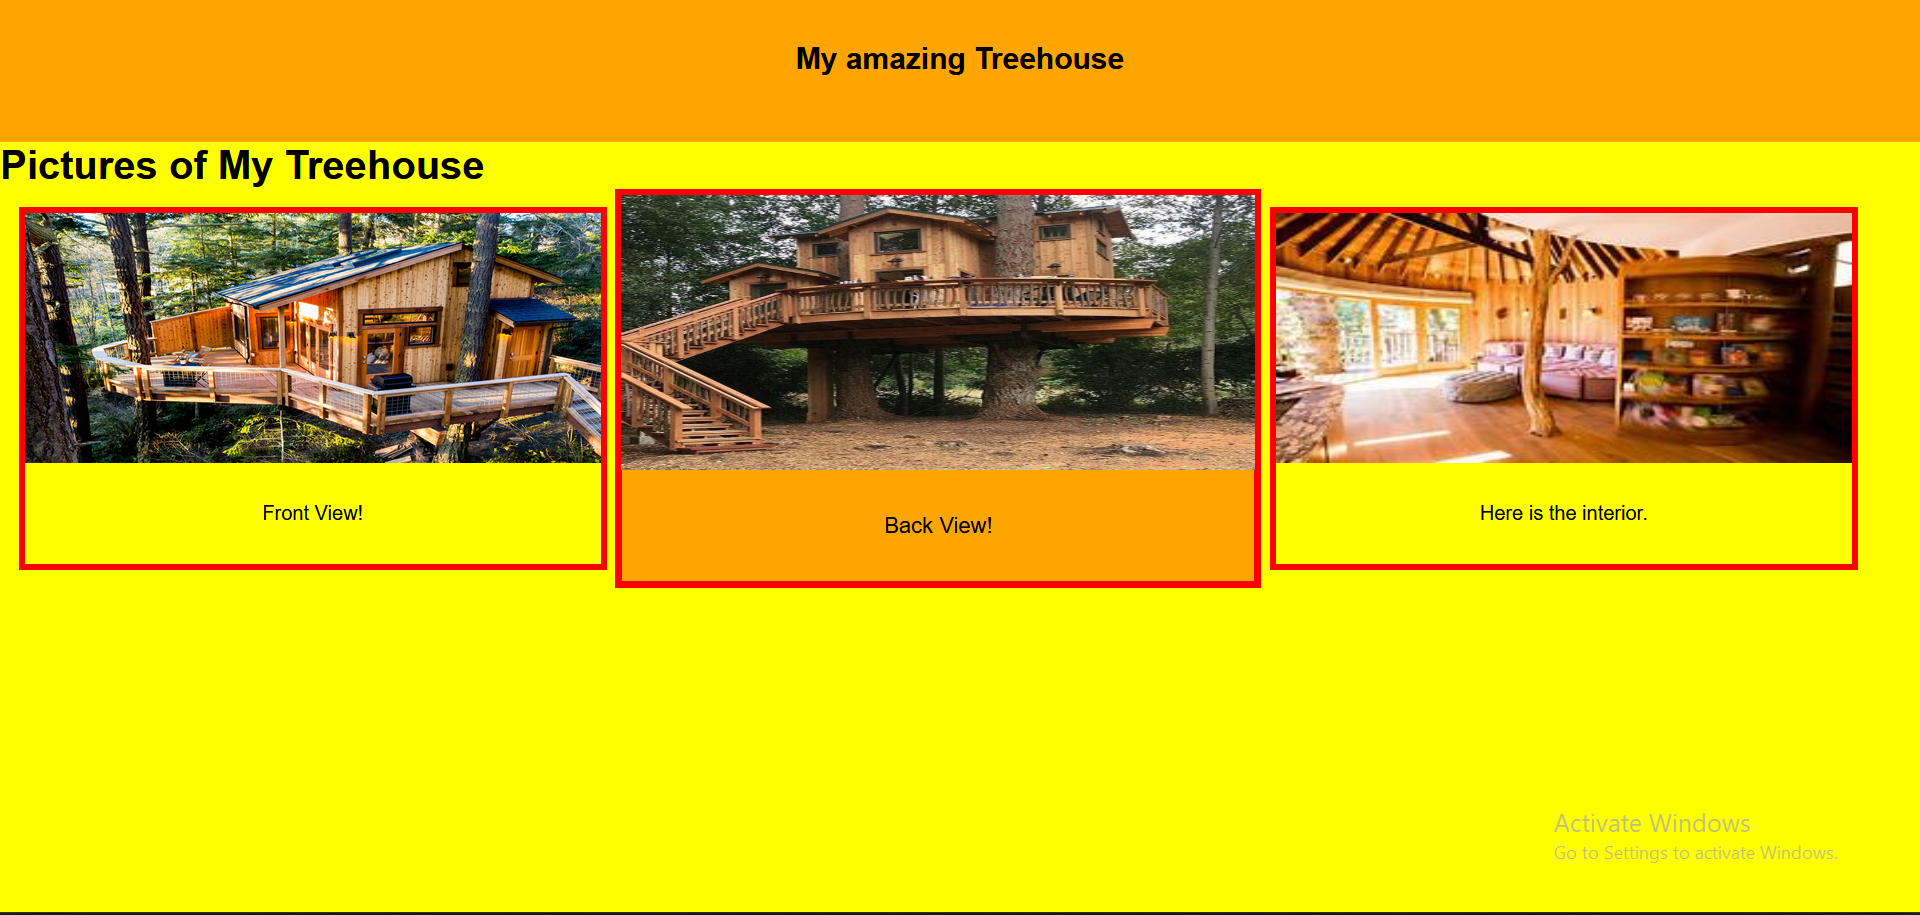 My amazing Treehouse
Pictures of My Treehouse
Front View!
Back View!
Here is the interior.
Activate Windows
Go to Settings to activate Windows.